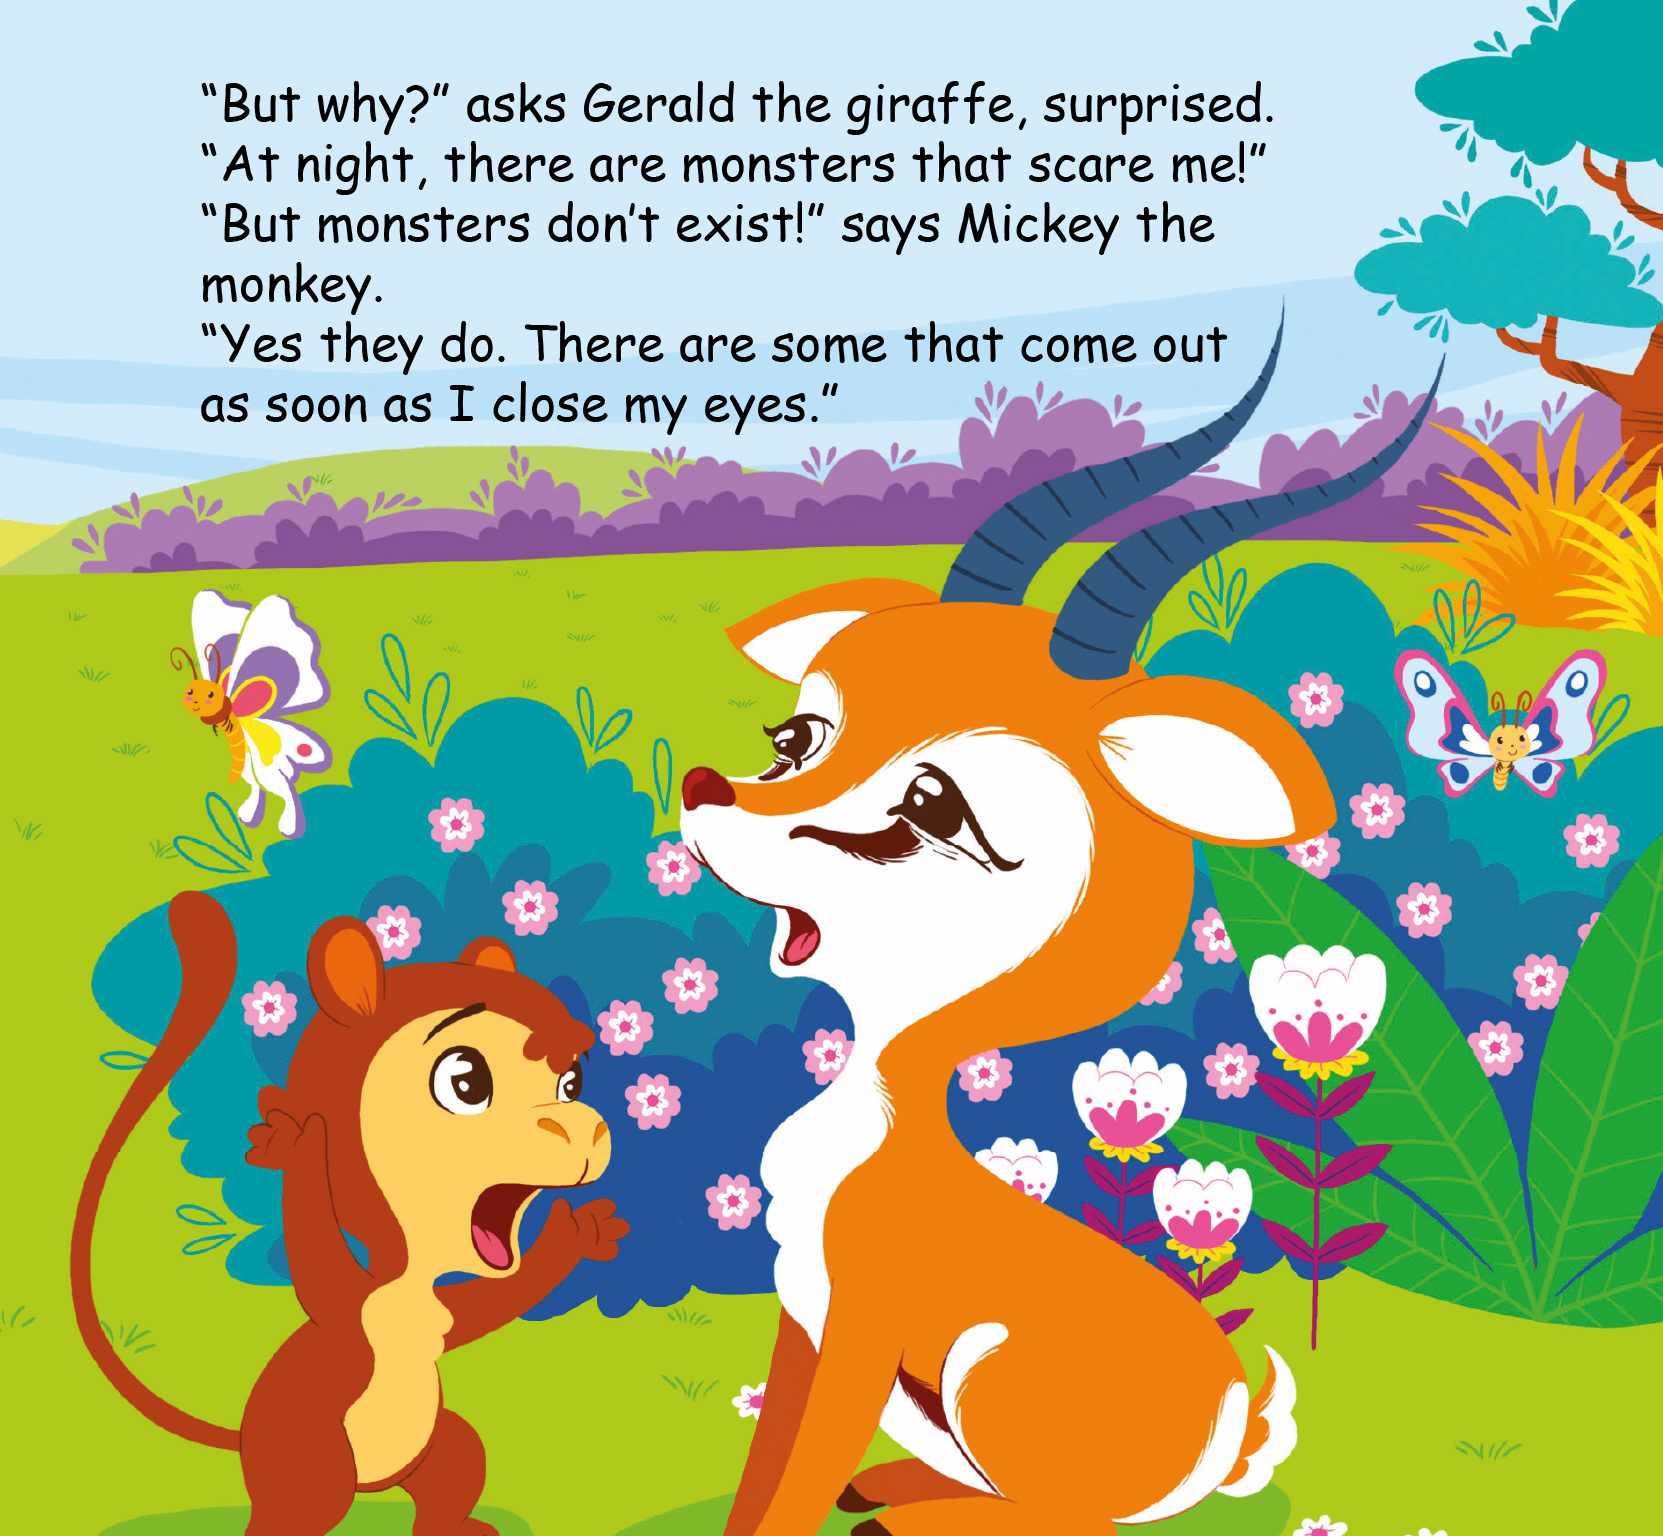 “But why?” asks Gerald the giraffe, surprised.
“At night, there are monsters that scare me!”
“But monsters don’t exist!” says Mickey the
monkey.
“Yes they do. There are some that come out
as soon as I close my eyes.”